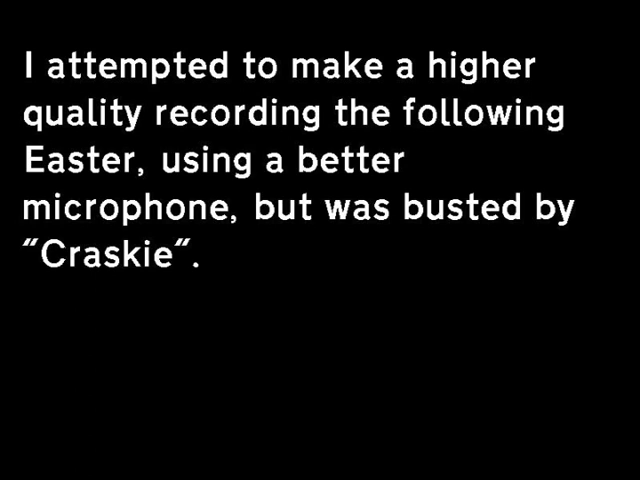 I attempted to make a higher
quality recording the following
Easter, using a better
microphone, but was busted by
"Craskie".